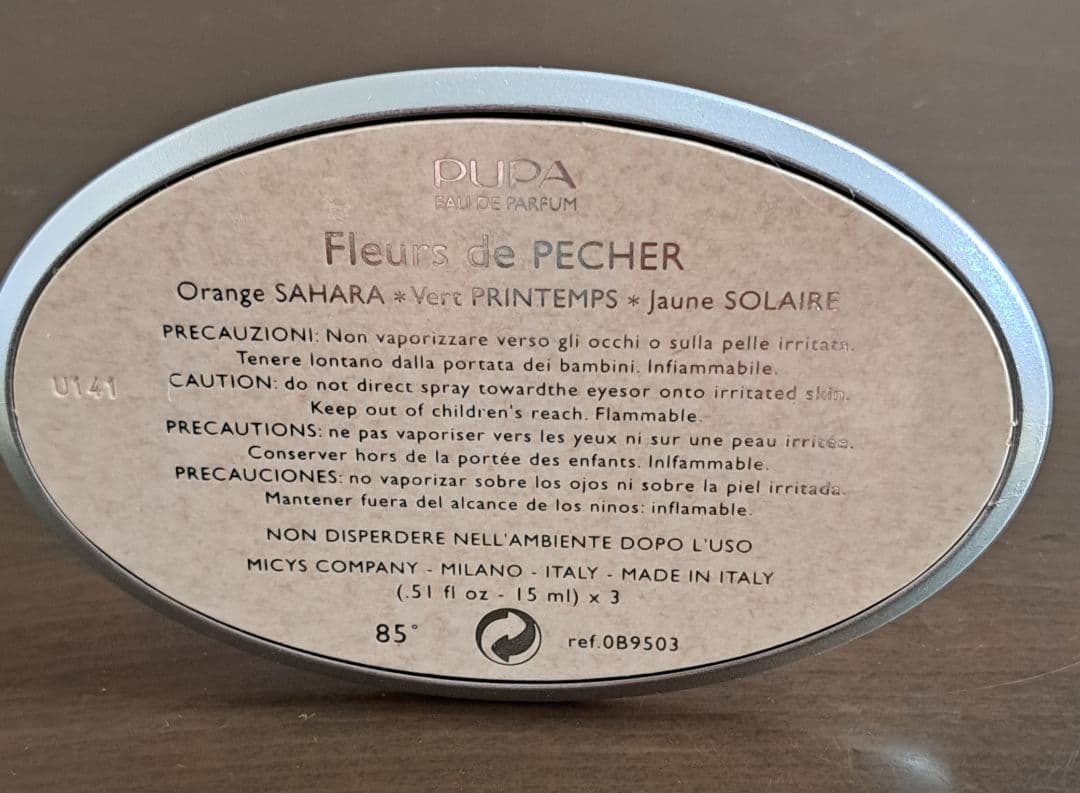 PUPA
EAU DE PARFUM
Fleurs de PECHER
Orange SAHARA * Vert PRINTEMPS * Jaune SOLAIRE
PRECAUZIONI: Non vaporizzare verso gli occhi o sulla pelle irritata.
Tenere lontano dalla portata dei bambini. Infiammabile.
U141
CAUTION: do not direct spray towardthe eyesor onto irritated skin.
Keep out of children's reach. Flammable.
PRECAUTIONS: ne pas vaporiser vers les yeux ni sur une peau irritée.
Conserver hors de la portée des enfants. Inlfammable.
PRECAUCIONES: no vaporizar sobre los ojos ni sobre la piel irritada.
Mantener fuera del alcance de los ninos: inflamable.
NON DISPERDERE NELL'AMBIENTE DOPO L'USO
MICYS COMPANY - MILANO - ITALY - MADE IN ITALY
(.51 fl oz - 15 ml) x 3
85° ref.0B9503